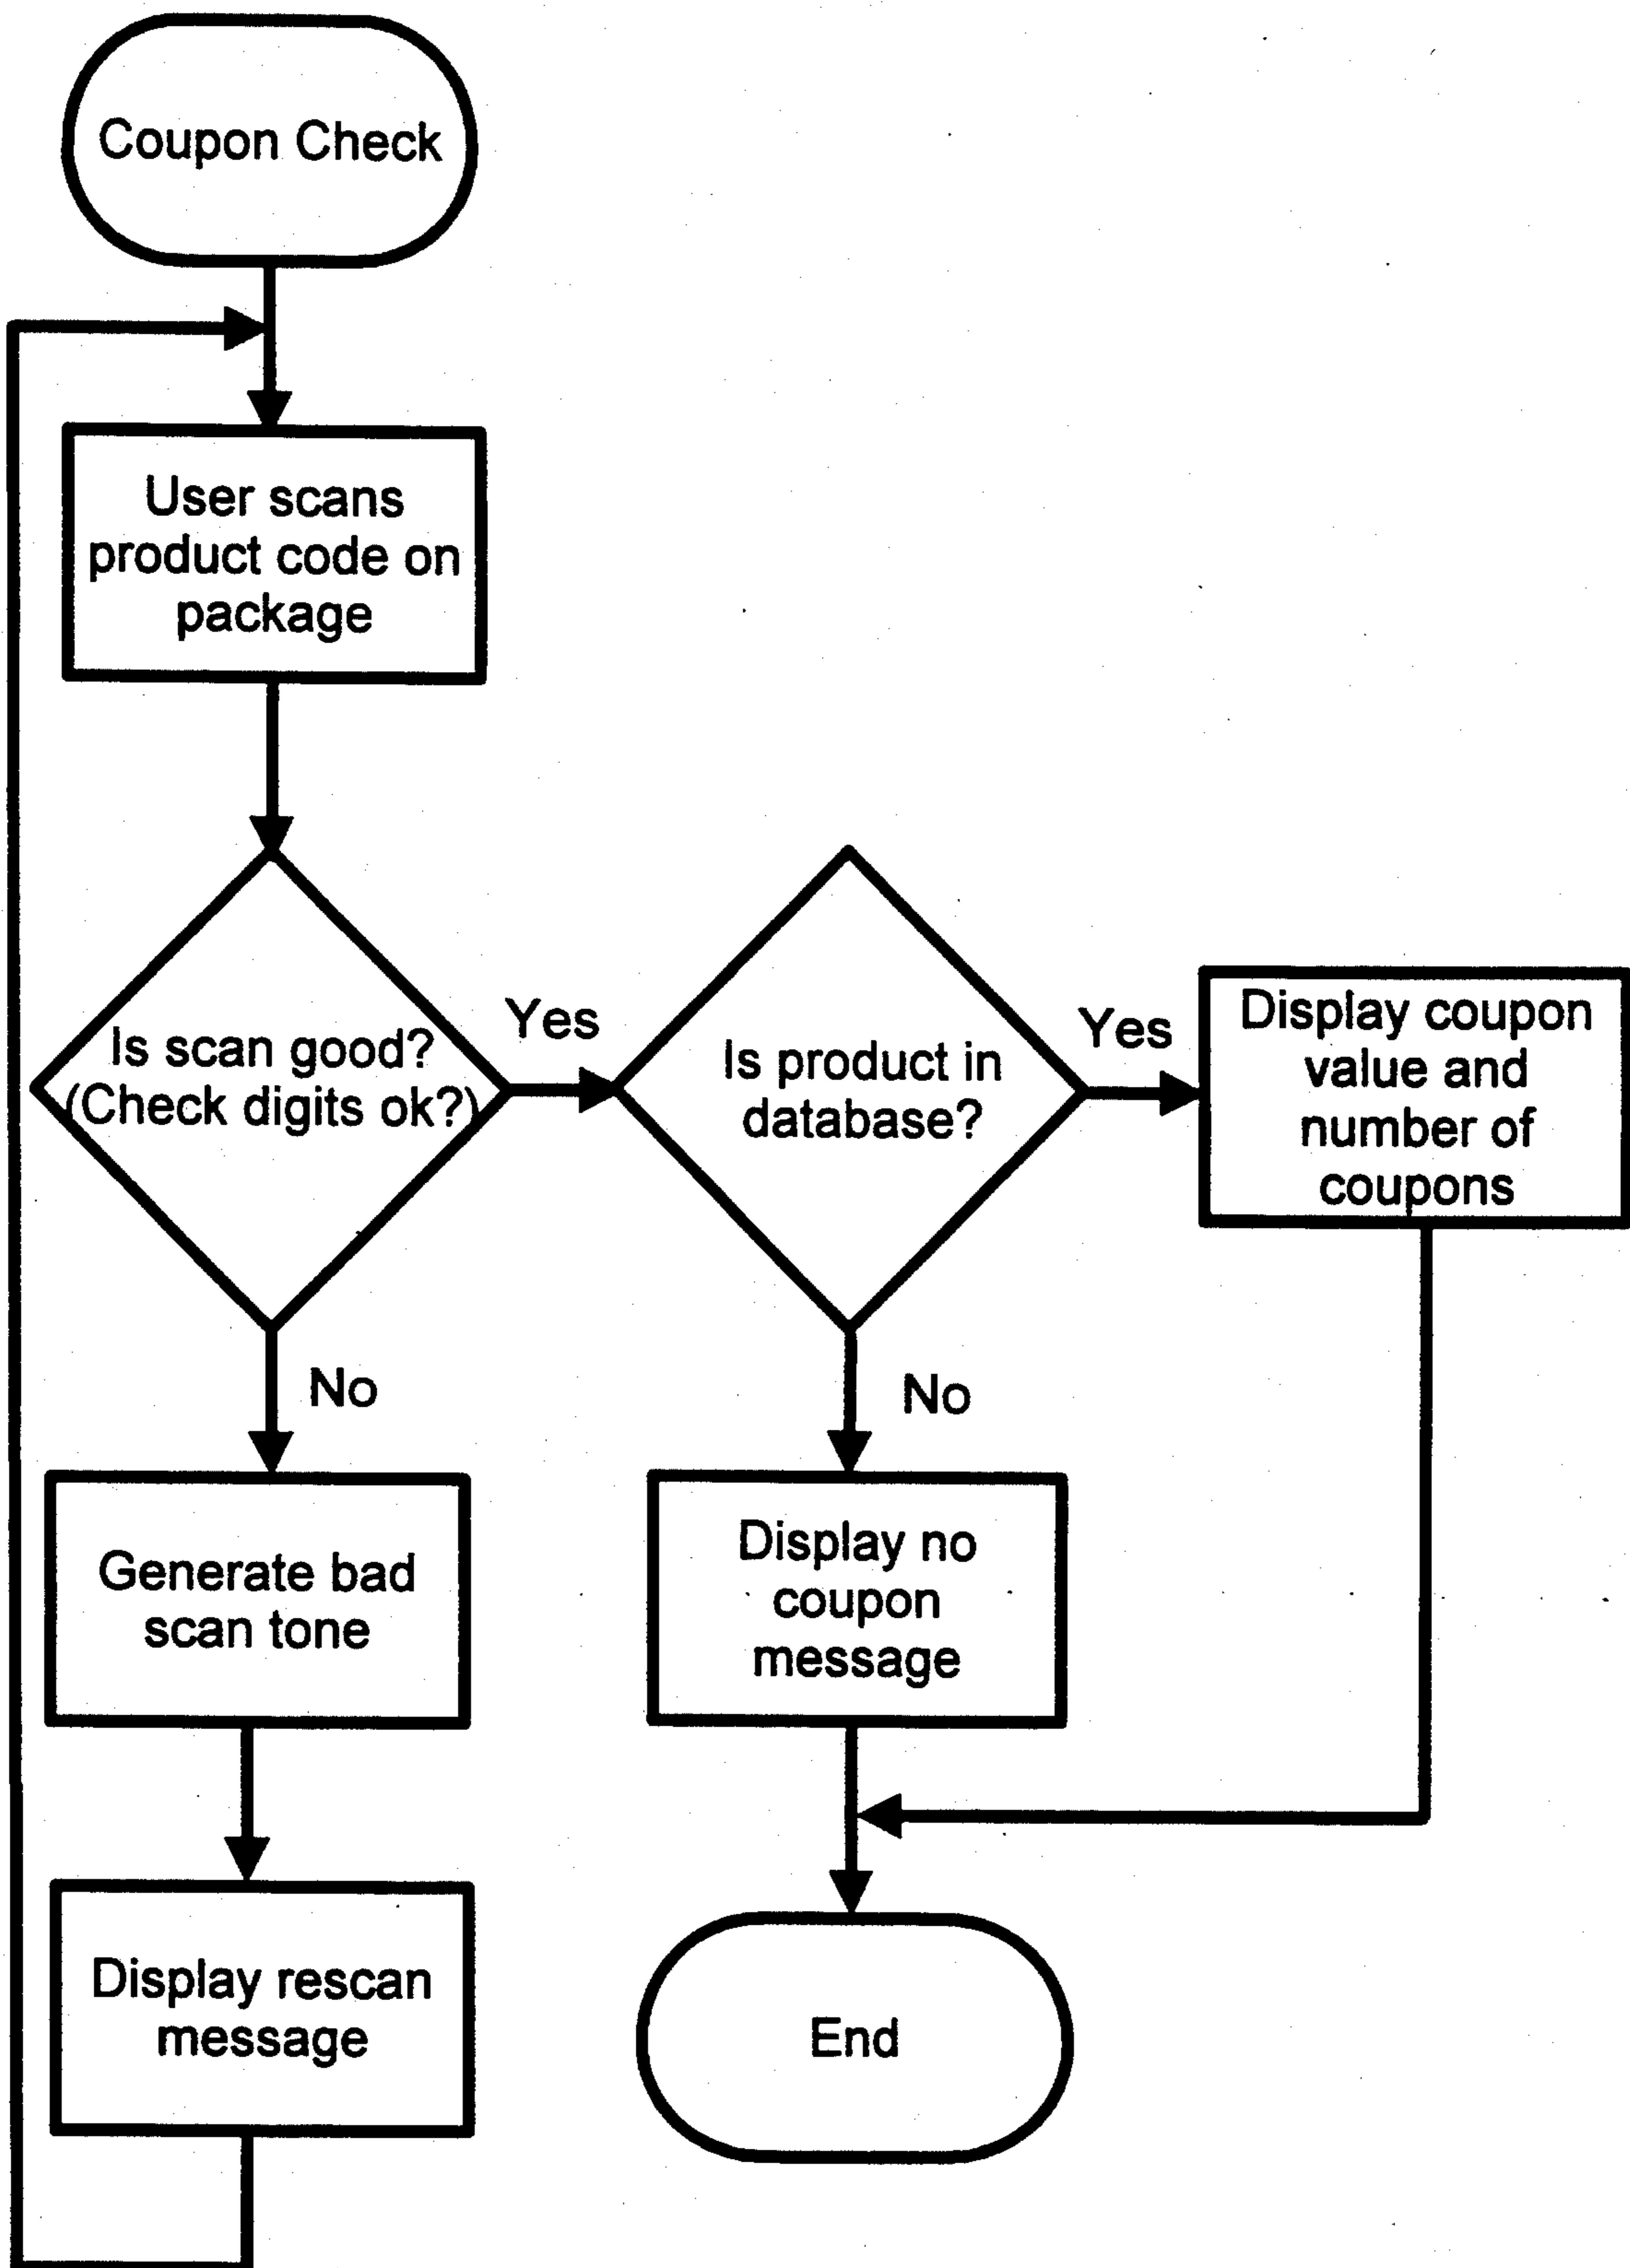 Coupon Check
User scans
product code on
package
Is scan good?
(Check digits ok?)
Yes
Is product in
database?
Yes
Display coupon
value and
number of
coupons
No
Generate bad
scan tone
No
Display no
coupon
message
Display rescan
message
End